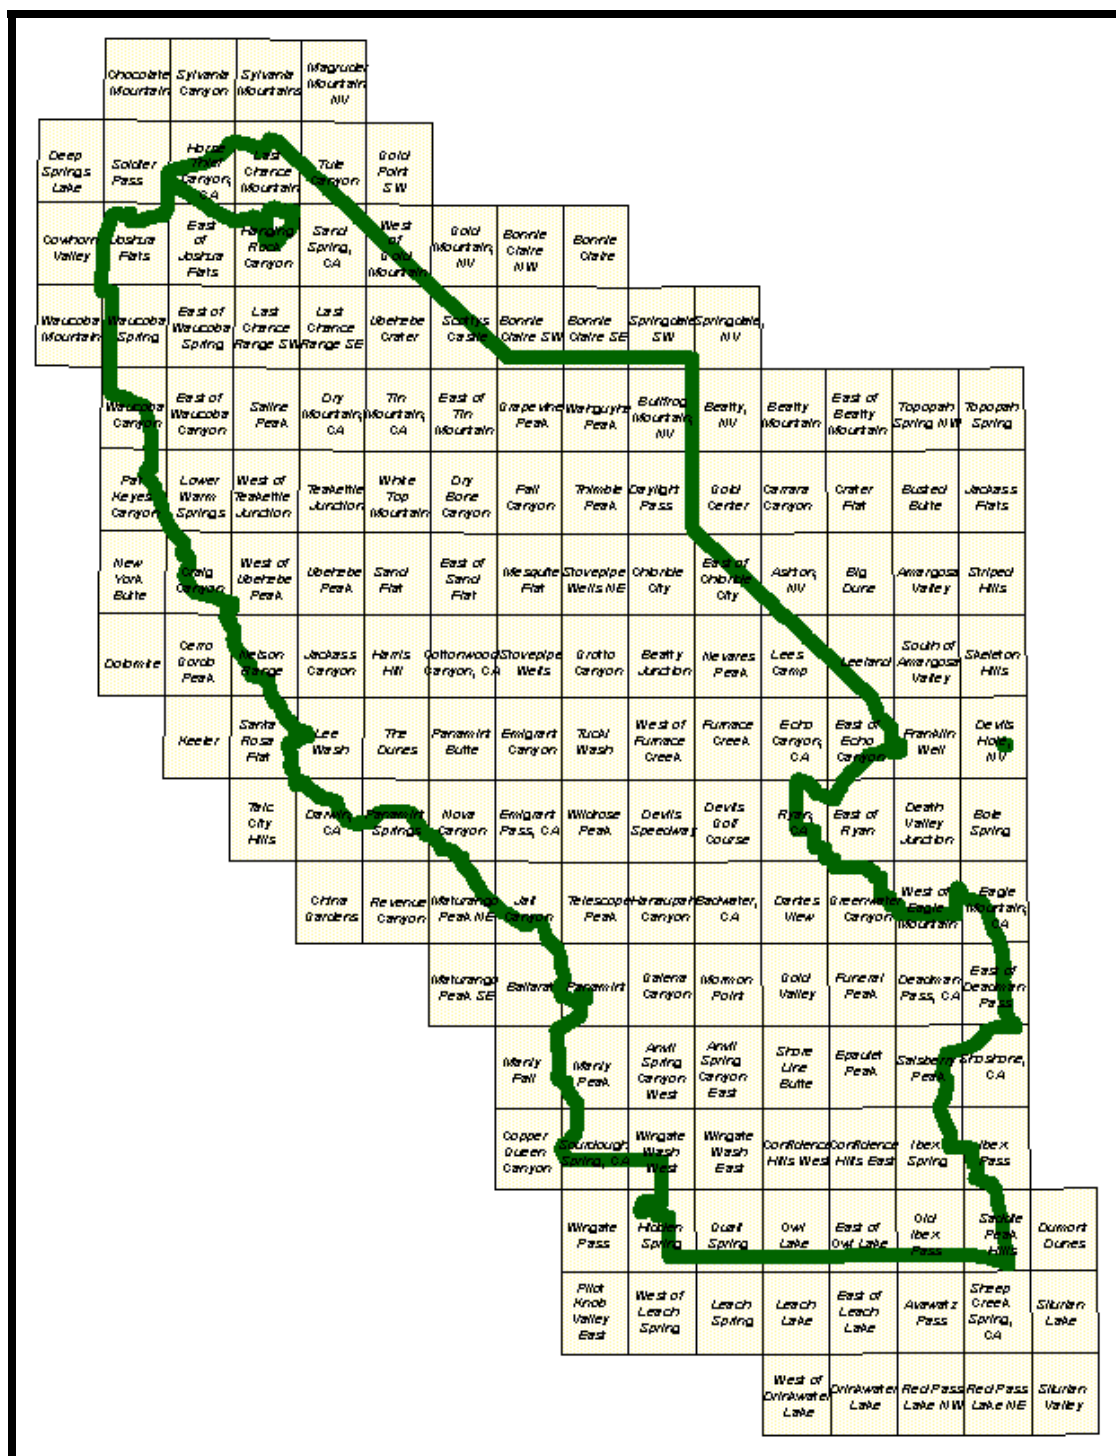 Chocolate
Mountain
Sylvania
Canyon
Sylvania
Mountains
Magruder
Mountain,
NV
Deep
Springs
Lake
Soldier
Pass
Horse
Thief
Canyon,
CA
Last
Chance
Mountain
Tule
Canyon
Gold
Point
SW
Cowhorn
Valley
Joshua
Flats
East
of
Joshua
Flats
Hanging
Rock
Canyon
Sand
Spring,
CA
West
of
Gold
Mountain
Gold
Mountain,
NV
Bonnie
Claire
NW
Bonnie
Claire
Waucoba
Mountain
Waucoba
Spring
East of
Waucoba
Spring
Last
Chance
Range SW
Last
Chance
Range SE
Ubehebe
Crater
Scottys
Castle
Bonnie
Claire SW
Bonnie
Claire SE
Springdale
SW
Springdale,
NV
Waucoba
Canyon
East of
Waucoba
Canyon
Saline
Peak
Dry
Mountain,
CA
Tin
Mountain,
CA
East of
Tin
Mountain
Grapevine
Peak
Wahguyhe
Peak
Bullfrog
Mountain,
NV
Beatty,
NV
Beatty
Mountain
East of
Beatty
Mountain
Topopah
Spring NW
Topopah
Spring
Pat
Keyes
Canyon
Lower
Warm
Springs
West of
Teakettle
Junction
Teakettle
Junction
White
Top
Mountain
Dry
Bone
Canyon
Fall
Canyon
Thimble
Peak
Daylight
Pass
Gold
Center
Carrara
Canyon
Crater
Flat
Busted
Butte
Jackass
Flats
New
York
Butte
Craig
Canyon
West of
Ubehebe
Peak
Ubehebe
Peak
Sand
Flat
East of
Sand
Flat
Mesquite
Flat
Stovepipe
Wells NE
Chloride
City
East of
Chloride
City
Ashton,
NV
Big
Dune
Amargosa
Valley
Striped
Hills
Dolomite
Cerro
Gordo
Peak
Nelson
Range
Jackass
Canyon
Harris
Hill
Cottonwood
Canyon, CA
Stovepipe
Wells
Grotto
Canyon
Beatty
Junction
Nevares
Peak
Lees
Camp
Leeland
South of
Amargosa
Valley
Skeleton
Hills
Keeler
Santa
Rosa
Flat
Lee
Wash
The
Dunes
Panamint
Butte
Emigrant
Canyon
Tucki
Wash
West of
Furnace
Creek
Furnace
Creek
Echo
Canyon,
CA
East of
Echo
Canyon
Franklin
Well
Devils
Hole,
NV
Talc
City
Hills
Darwin,
CA
Panamint
Springs
Nova
Canyon
Emigrant
Pass, CA
Wildrose
Peak
Devils
Speedway
Devils
Golf
Course
Ryan,
CA
East of
Ryan
Death
Valley
Junction
Bole
Spring
China
Gardens
Revenue
Canyon
Maturango
Peak NE
Jail
Canyon
Telescope
Peak
Hanaupah
Canyon
Badwater,
CA
Dantes
View
Greenwater
Canyon
West of
Eagle
Mountain
Eagle
Mountain,
CA
Maturango
Peak SE
Ballarat
Panamint
Galena
Canyon
Mormon
Point
Gold
Valley
Funeral
Peak
Deadman
Pass, CA
East of
Deadman
Pass
Manly
Fall
Manly
Peak
Anvil
Spring
Canyon
West
Anvil
Spring
Canyon
East
Shore
Line
Butte
Epaulet
Peak
Salsberry
Peak
Shoshone,
CA
Copper
Queen
Canyon
Sourdough
Spring, CA
Wingate
Wash
West
Wingate
Wash
East
Confidence
Hills West
Confidence
Hills East
Ibex
Spring
Ibex
Pass
Wingate
Pass
Hidden
Spring
Quail
Spring
Owl
Lake
East of
Owl Lake
Old
Ibex
Pass
Saddle
Peak
Hills
Dumont
Dunes
Pilot
Knob
Valley
East
West of
Leach
Spring
Leach
Spring
Leach
Lake
East of
Leach
Lake
Avawatz
Pass
Sheep
Creek
Spring,
CA
Silurian
Lake
West of
Drinkwater
Lake
Drinkwater
Lake
Red Pass
Lake NW
Red Pass
Lake NE
Silurian
Valley